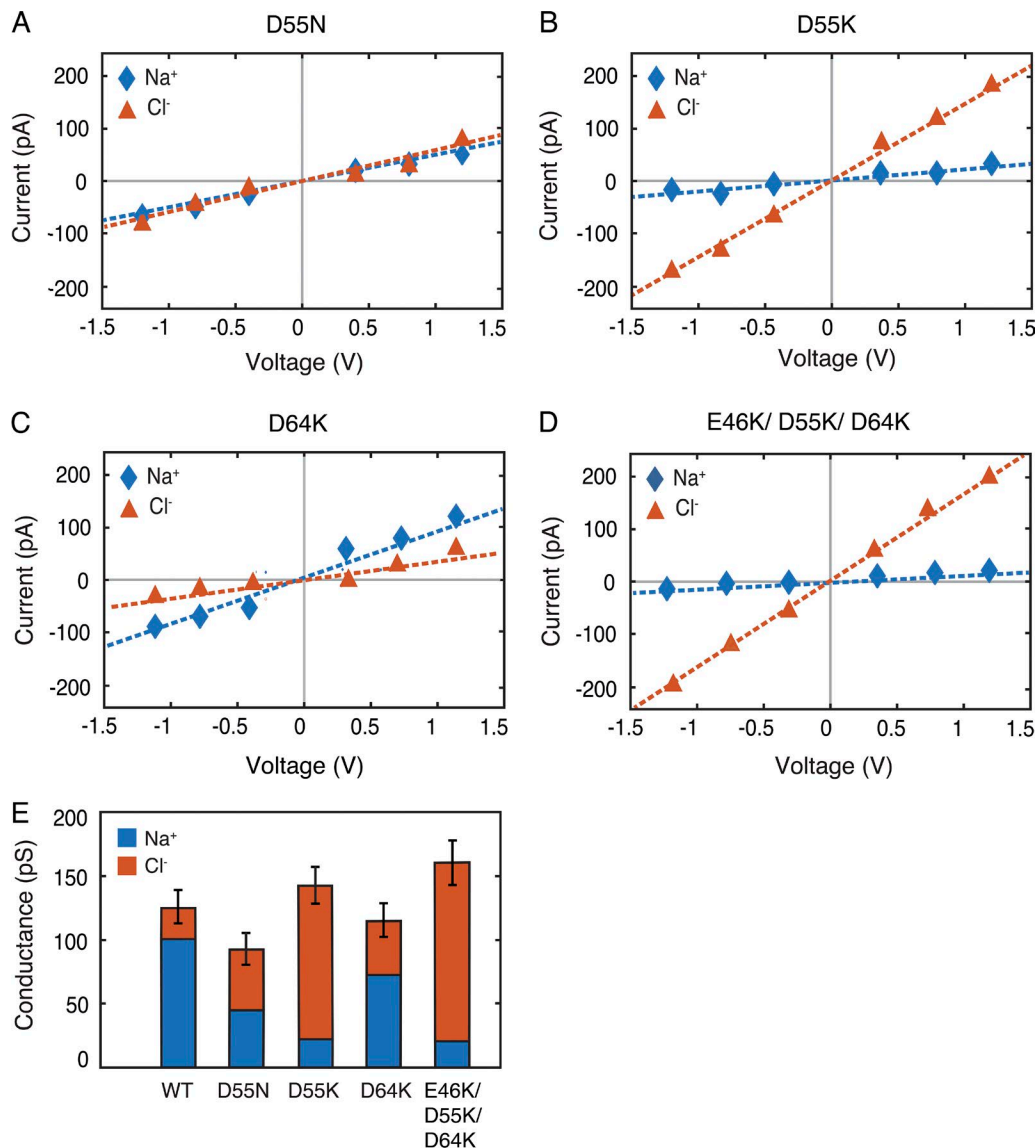 A
D55N
Na⁺
Cl⁻
Current (pA)
200
100
0
-100
-200
-1.5
-1
-0.5
0
0.5
1
1.5
Voltage (V)
B
D55K
Na⁺
Cl⁻
Current (pA)
200
100
0
-100
-200
-1.5
-1
-0.5
0
0.5
1
1.5
Voltage (V)
C
D64K
Na⁺
Cl⁻
Current (pA)
200
100
0
-100
-200
-1.5
-1
-0.5
0
0.5
1
1.5
Voltage (V)
D
E46K/ D55K/ D64K
Na⁺
Cl⁻
Current (pA)
200
100
0
-100
-200
-1.5
-1
-0.5
0
0.5
1
1.5
Voltage (V)
E
Na⁺
Cl⁻
Conductance (pS)
200
150
100
50
0
WT
D55N
D55K
D64K
E46K/
D55K/
D64K